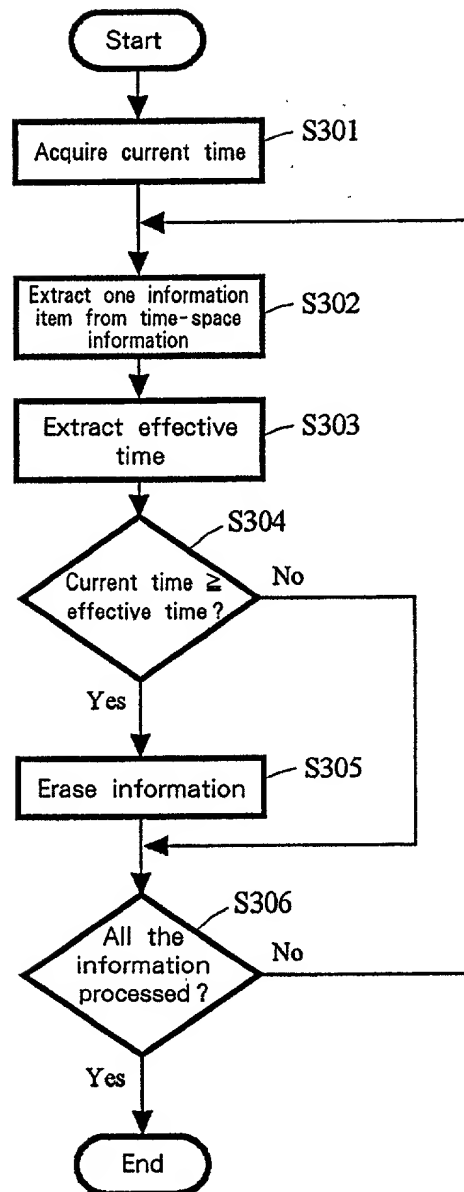 Start
Acquire current time
S301
Extract one information
item from time-space
information
S302
Extract effective
time
S303
S304
Current time ≧
effective time?
No
Yes
Erase information
S305
S306
All the
information
processed?
No
Yes
End